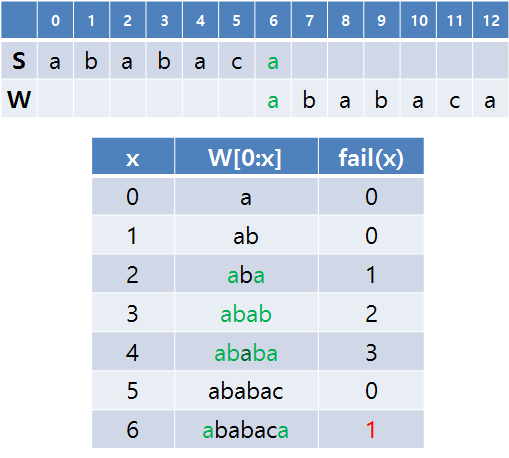 0 1 2 3 4 5 6 7 8 9 10 11 12
S a b a b a c a
W a b a b a c a
x W[0:x] fail(x)
0 a 0
1 ab 0
2 aba 1
3 abab 2
4 ababa 3
5 ababac 0
6 ababaca 1